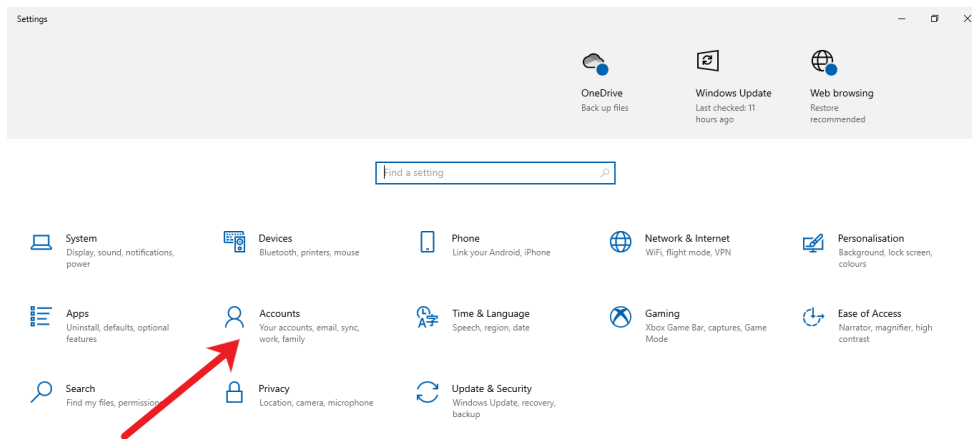 Settings
OneDrive
Back up files
Windows Update
Last checked: 11
hours ago
Web browsing
Restore
recommended
Find a setting
System
Display, sound, notifications,
power
Devices
Bluetooth, printers, mouse
Phone
Link your Android, iPhone
Network & Internet
WiFi, flight mode, VPN
Personalisation
Background, lock screen,
colours
Apps
Uninstall, defaults, optional
features
Accounts
Your accounts, email, sync,
work, family
Time & Language
Speech, region, date
Gaming
Xbox Game Bar, captures, Game
Mode
Ease of Access
Narrator, magnifier, high
contrast
Search
Find my files, permissions
Privacy
Location, camera, microphone
Update & Security
Windows Update, recovery,
backup